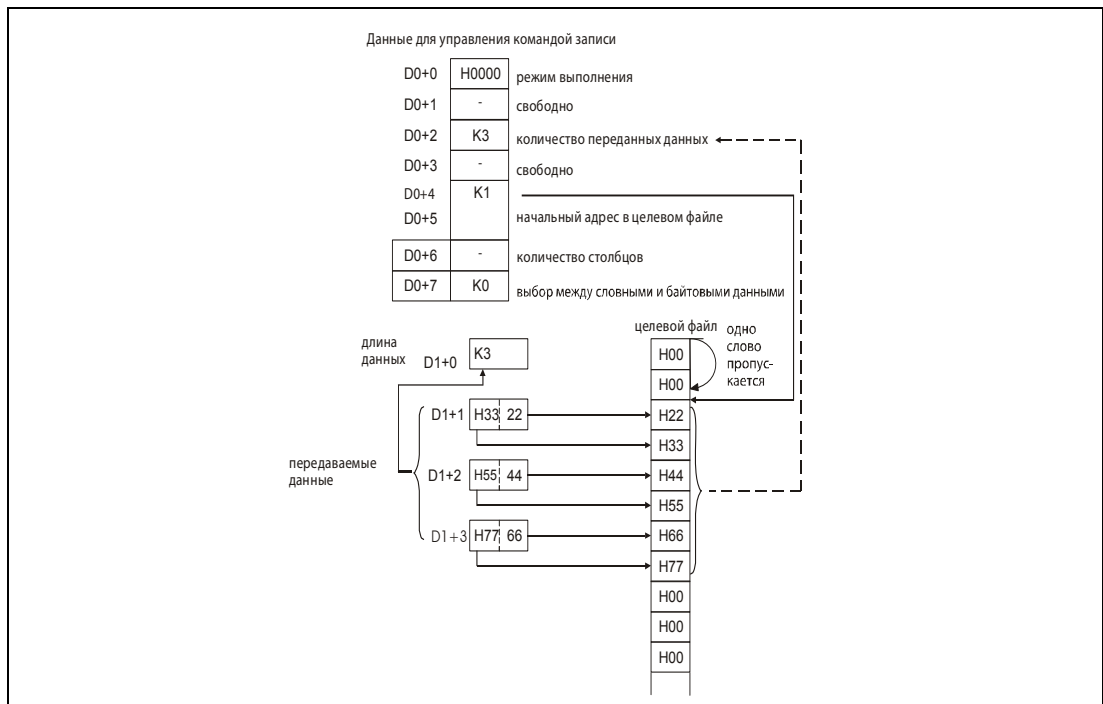 Данные для управления командой записи
D0+0 H0000 режим выполнения
D0+1 - свободно
D0+2 K3 количество переданных данных
D0+3 - свободно
D0+4 K1
D0+5 начальный адрес в целевом файле
D0+6 - количество столбцов
D0+7 K0 выбор между словными и байтовыми данными
целевой файл
одно
слово
пропус-
кается
длина
данных
D1+0 K3
H00
H00
D1+1 H33 22 H22
H33
передаваемые
данные
D1+2 H55 44 H44
H55
D1+3 H77 66 H66
H77
H00
H00
H00